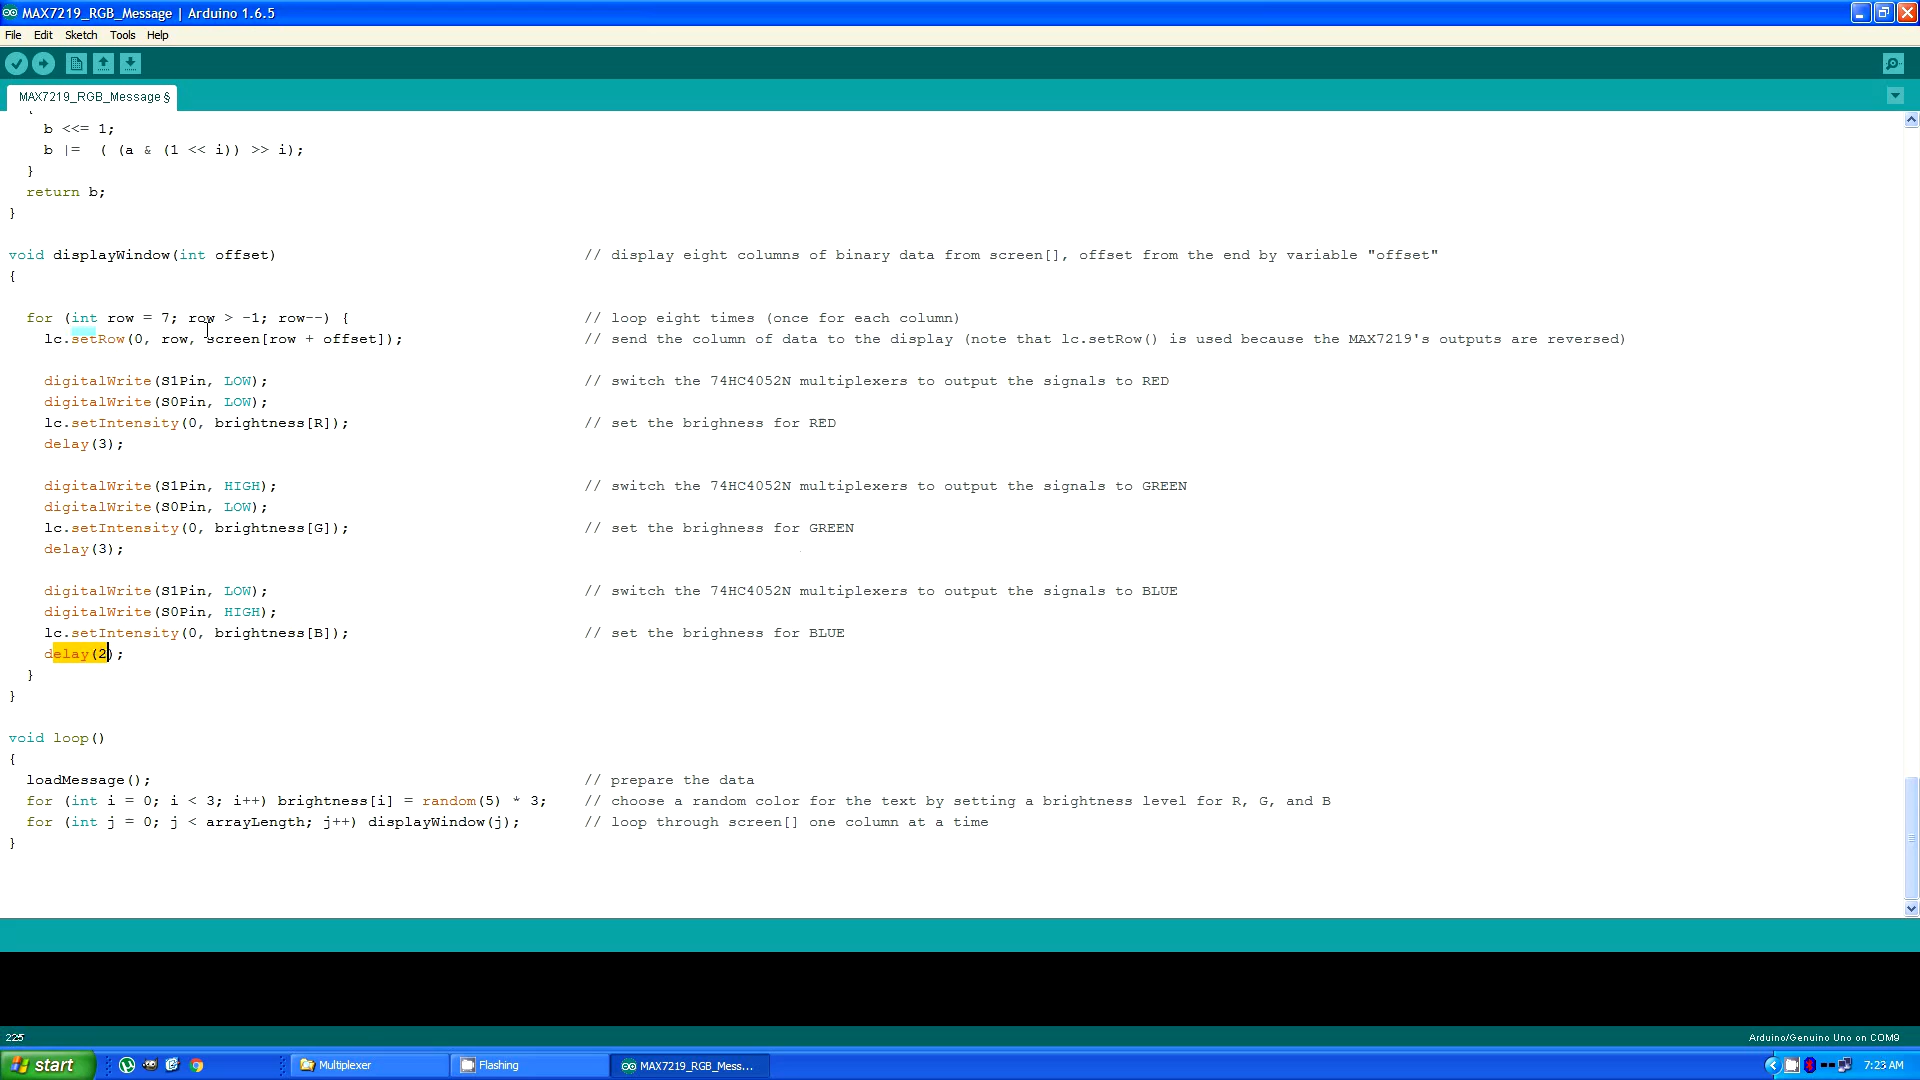 MAX7219_RGB_Message | Arduino 1.6.5
File Edit Sketch Tools Help
MAX7219_RGB_Message §
b <<= 1;
b |=  ( (a & (1 << i)) >> i);
}
return b;
}
void displayWindow(int offset) // display eight columns of binary data from screen[], offset from the end by variable "offset"
{
for (int row = 7; row > -1; row--) { // loop eight times (once for each column)
lc.setRow(0, row, screen[row + offset]); // send the column of data to the display (note that lc.setRow() is used because the MAX7219's outputs are reversed)
digitalWrite(S1Pin, LOW); // switch the 74HC4052N multiplexers to output the signals to RED
digitalWrite(S0Pin, LOW);
lc.setIntensity(0, brightness[R]); // set the brighness for RED
delay(3);
digitalWrite(S1Pin, HIGH); // switch the 74HC4052N multiplexers to output the signals to GREEN
digitalWrite(S0Pin, LOW);
lc.setIntensity(0, brightness[G]); // set the brighness for GREEN
delay(3);
digitalWrite(S1Pin, LOW); // switch the 74HC4052N multiplexers to output the signals to BLUE
digitalWrite(S0Pin, HIGH);
lc.setIntensity(0, brightness[B]); // set the brighness for BLUE
delay(2);
}
}
void loop()
{
loadMessage(); // prepare the data
for (int i = 0; i < 3; i++) brightness[i] = random(5) * 3; // choose a random color for the text by setting a brightness level for R, G, and B
for (int j = 0; j < arrayLength; j++) displayWindow(j); // loop through screen[] one column at a time
}
225 Arduino/Genuino Uno on COM9
start Multiplexer Flashing MAX7219_RGB_Mess... 7:23 AM